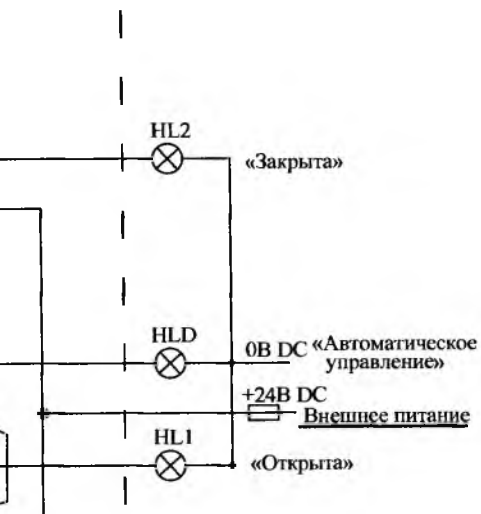 HL2
«Закрыта»
HLD
0В DC «Автоматическое
управление»
+24В DC
Внешнее питание
HL1
«Открыта»